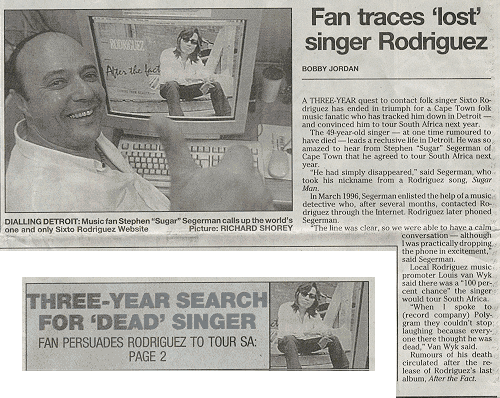 RODRIGUEZ
After the fact
Fan traces ‘lost’
singer Rodriguez
BOBBY JORDAN
A THREE-YEAR quest to contact folk singer Sixto Ro-
driguez has ended in triumph for a Cape Town folk
music fanatic who has tracked him down in Detroit —
and convinced him to tour South Africa next year.
The 49-year-old singer — at one time rumoured to
have died — leads a reclusive life in Detroit. He was so
amazed to hear from Stephen “Sugar” Segerman of
Cape Town that he agreed to tour South Africa next
year.
“He had simply disappeared,” said Segerman, who
took his nickname from a Rodriguez song, Sugar
Man.
In March 1996, Segerman enlisted the help of a music
detective who, after several months, contacted Ro-
driguez through the Internet. Rodriguez later phoned
Segerman.
“The line was clear, so we were able to have a calm
conversation — although
I was practically dropping
the phone in excitement,”
said Segerman.
Local Rodriguez music
promoter Louis van Wyk
said there was a “100 per-
cent chance” the singer
would tour South Africa.
“When I spoke to
(record company) Poly-
gram they couldn’t stop
laughing because every-
one there thought he was
dead,” Van Wyk said.
Rumours of his death
circulated after the re-
lease of Rodriguez’s last
album, After the Fact.
DIALLING DETROIT: Music fan Stephen “Sugar” Segerman calls up the world’s
one and only Sixto Rodriguez Website Picture: RICHARD SHOREY
THREE-YEAR SEARCH
FOR ‘DEAD’ SINGER
FAN PERSUADES RODRIGUEZ TO TOUR SA:
PAGE 2